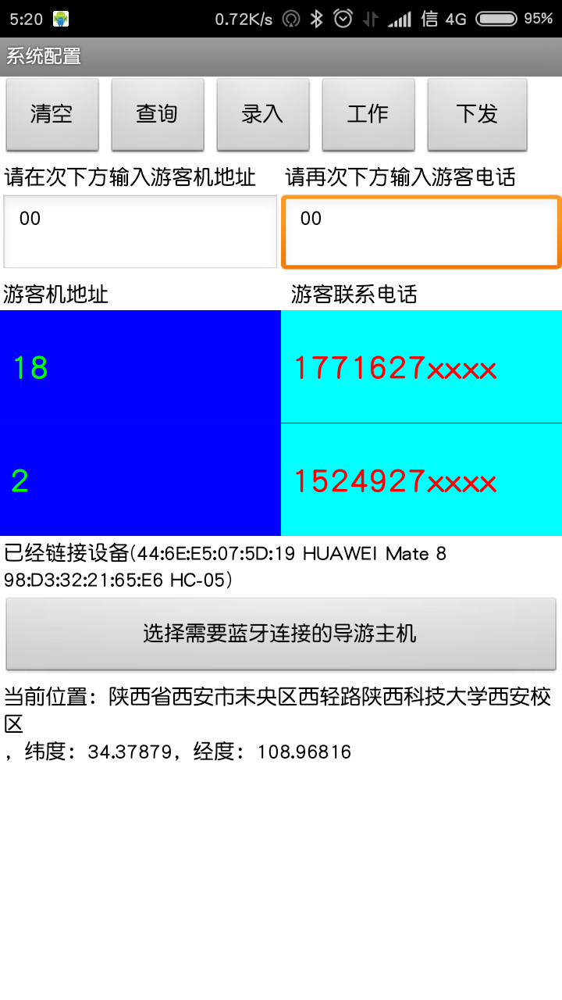 5:20 0.72K/s 信 4G 95%
系统配置
清空 查询 录入 工作 下发
请在次下方输入游客机地址 请再次下方输入游客电话
00 00
游客机地址 游客联系电话
18 1771627xxxx
2 1524927xxxx
已经链接设备(44:6E:E5:07:5D:19 HUAWEI Mate 8
98:D3:32:21:65:E6 HC-05)
选择需要蓝牙连接的导游主机
当前位置：陕西省西安市未央区西轻路陕西科技大学西安校
区
，纬度：34.37879，经度：108.96816